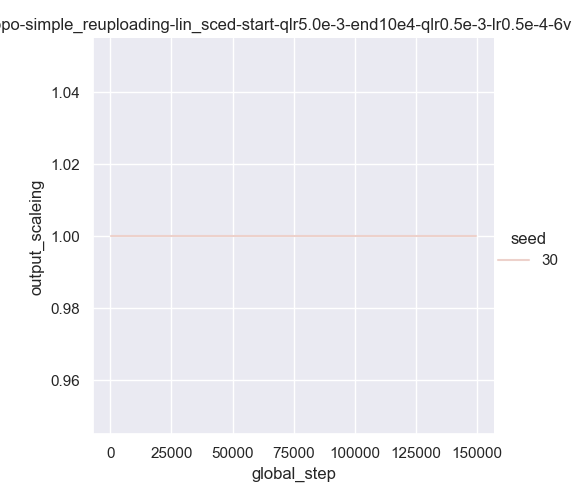 po-simple_reuploading-lin_sced-start-qlr5.0e-3-end10e4-qlr0.5e-3-lr0.5e-4-6v
1.04
1.02
1.00
0.98
0.96
output_scaleing
0 25000 50000 75000 100000 125000 150000
global_step
seed
30